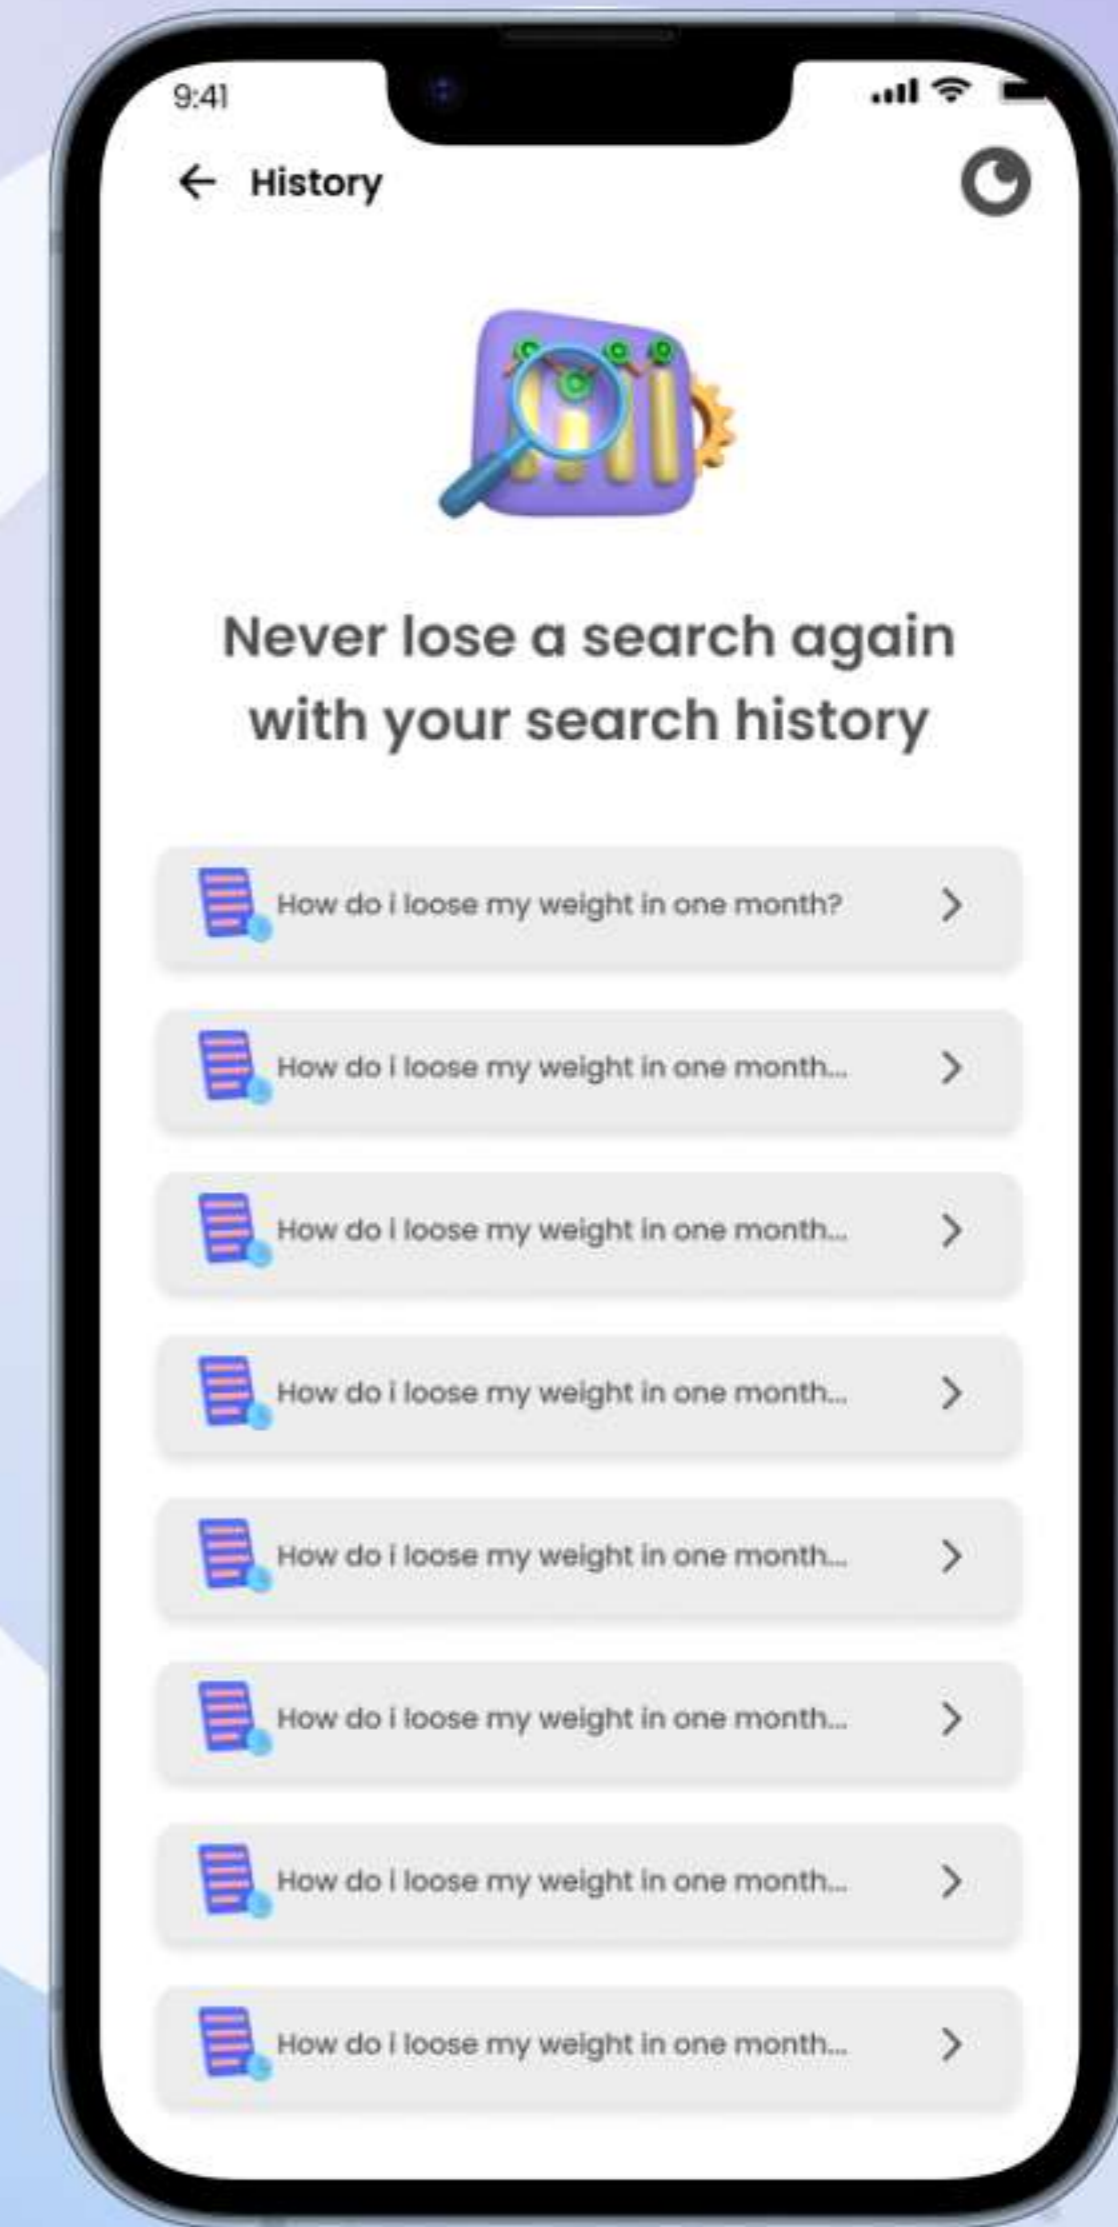 9:41
History
Never lose a search again
with your search history
How do i loose my weight in one month?
How do i loose my weight in one month...
How do i loose my weight in one month...
How do i loose my weight in one month...
How do i loose my weight in one month...
How do i loose my weight in one month...
How do i loose my weight in one month...
How do i loose my weight in one month...